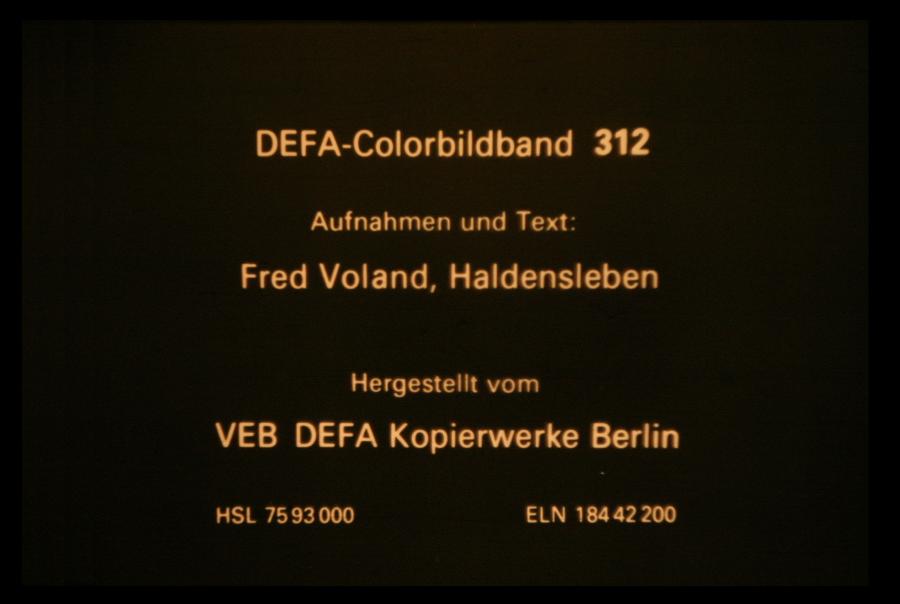 DEFA-Colorbildband 312
Aufnahmen und Text:
Fred Voland, Haldensleben
Hergestellt vom
VEB DEFA Kopierwerke Berlin
HSL 75 93 000 ELN 184 42 200